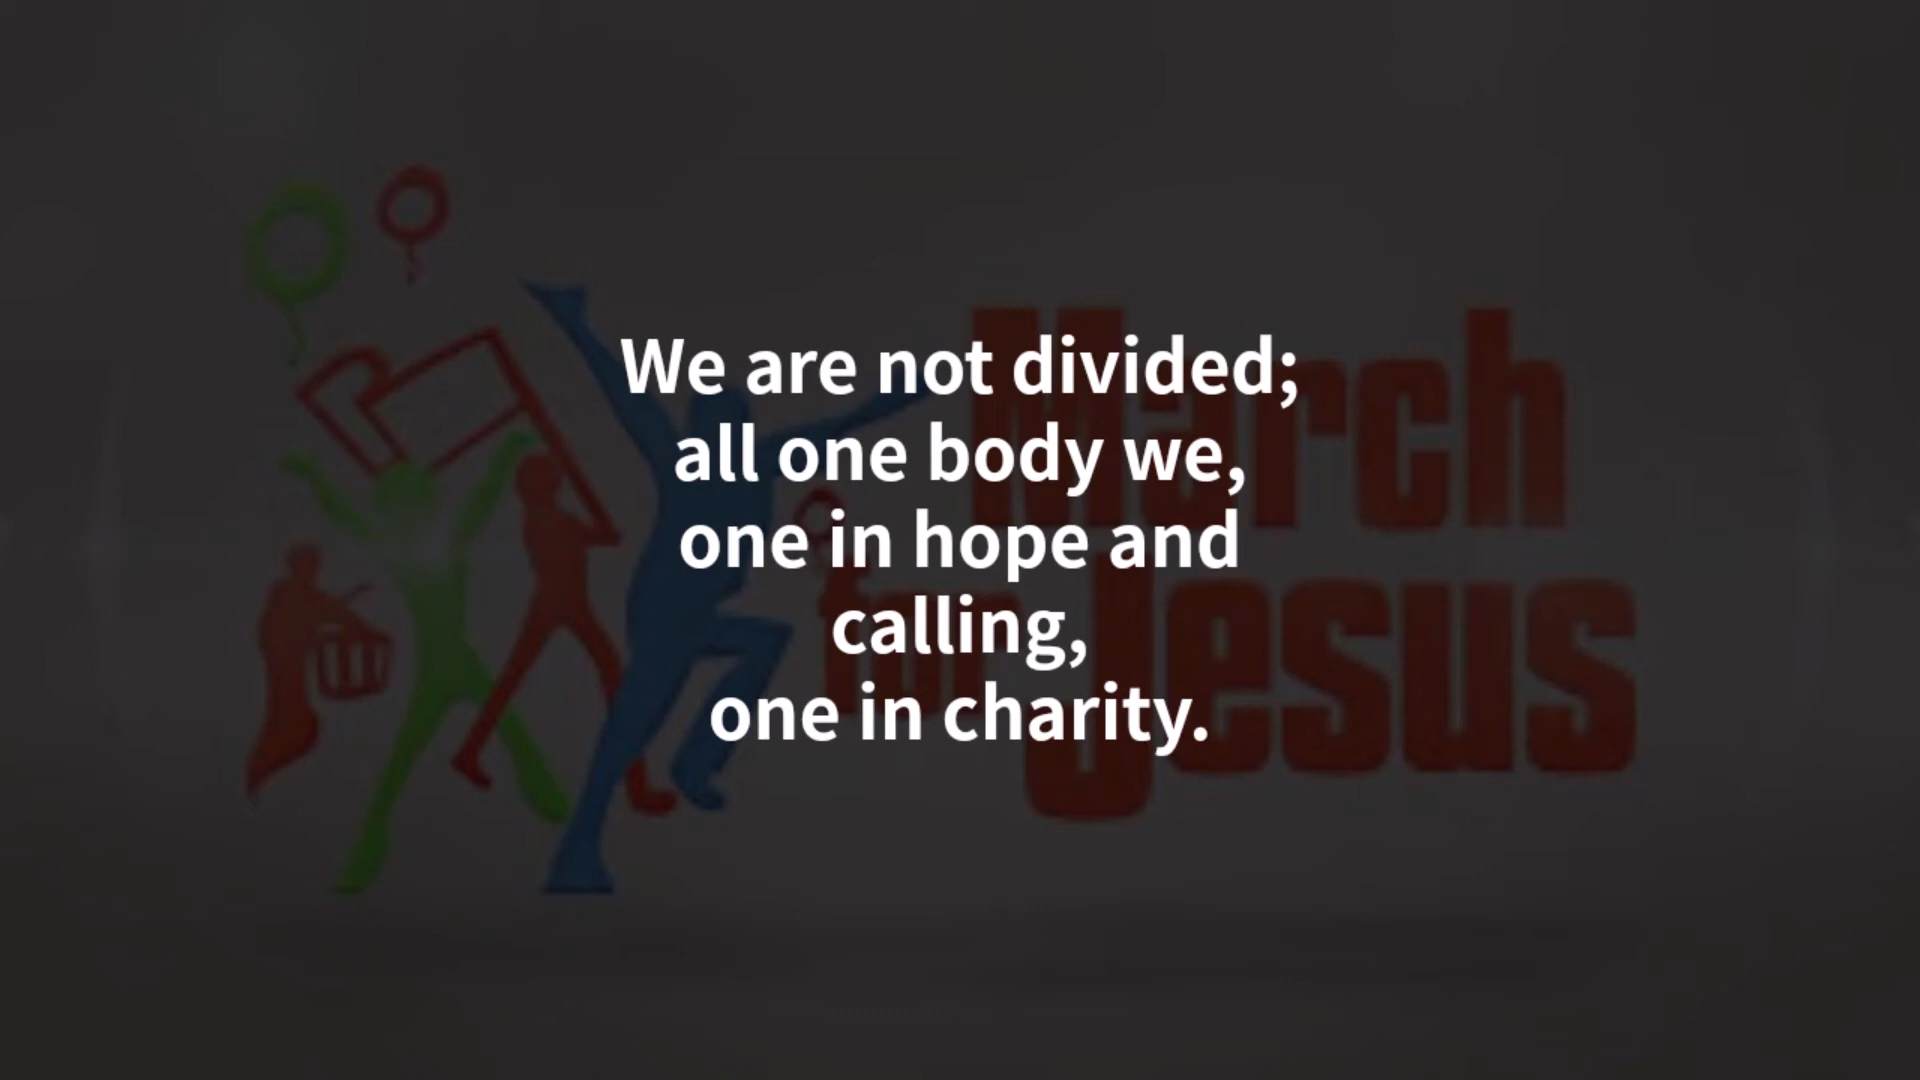 We are not divided;
all one body we,
one in hope and
calling,
one in charity.
March
for Jesus